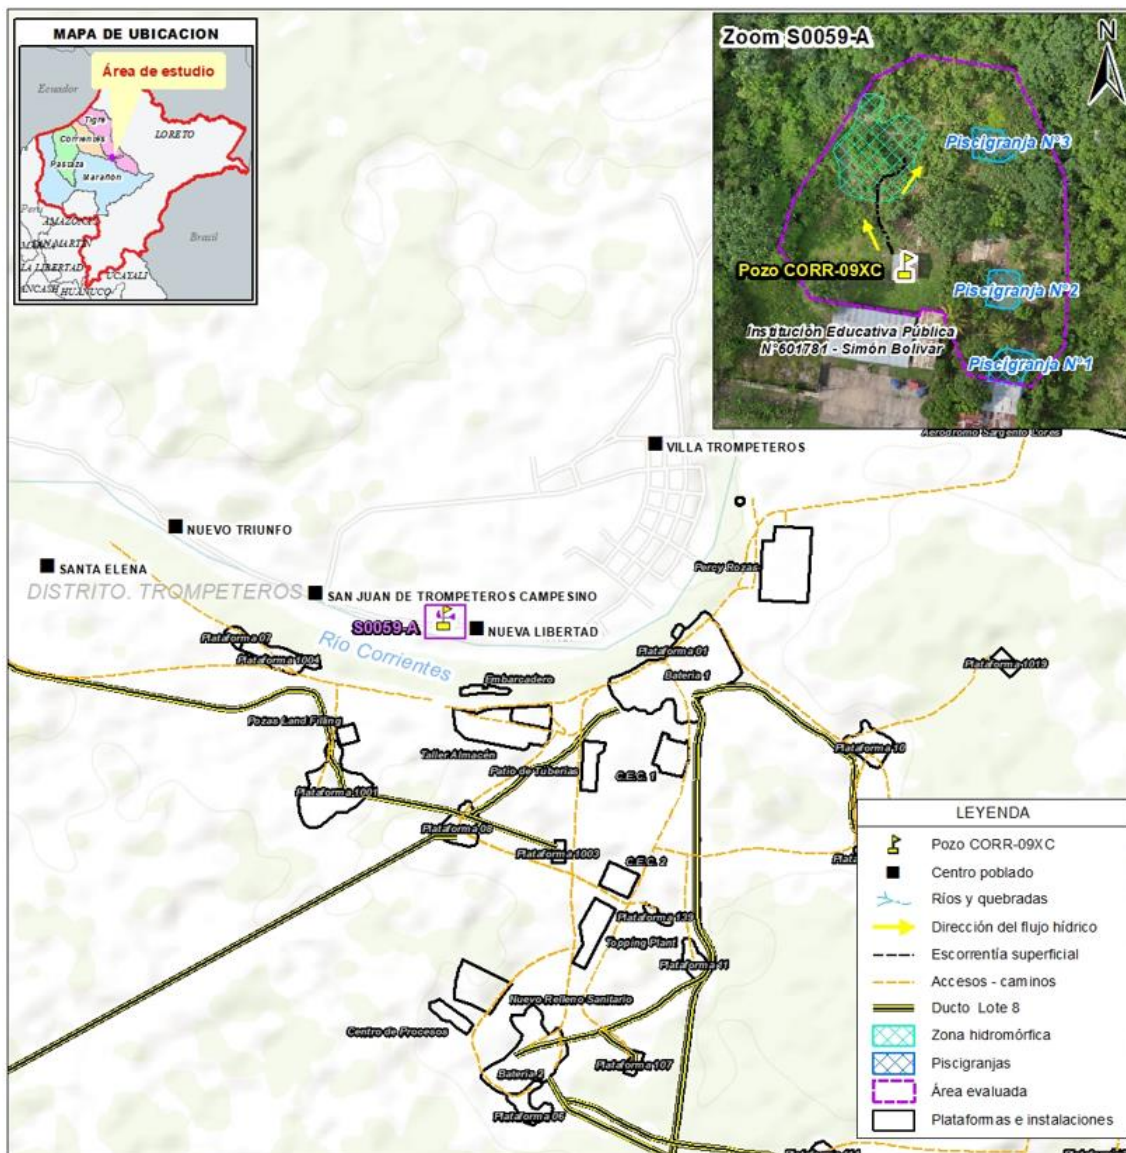 MAPA DE UBICACION
Área de estudio
Ecuador
Tigre
Corrientes
LORETO
Pastaza
Marañón
Perú
AMAZONAS
SAN MARTIN
LA LIBERTAD
UCAYALI
ANCASH
HUANUCO
Brasil
Zoom S0059-A
N
Piscigranja N°3
Pozo CORR-09XC
Piscigranja N°2
Institución Educativa Pública
N°601781 - Simón Bolívar
Piscigranja N°1
Aerodromo Sargento Lores
VILLA TROMPETEROS
NUEVO TRIUNFO
SANTA ELENA
DISTRITO. TROMPETEROS
SAN JUAN DE TROMPETEROS CAMPESINO
S0059-A
NUEVA LIBERTAD
Río Corrientes
Percy Rozas
Plataforma 07
Plataforma 1004
Plataforma 01
Bateria 1
Plataforma 1019
Embarcadero
Pozas Land Filling
Taller Almacén
Patio de Tuberias
C.E.C. 1
Plataforma 10
Plataforma 1001
Plataforma 08
Plataforma 1003
C.E.C. 2
Plataforma 139
Topping Plant
Plataforma 11
Nuevo Relleno Sanitario
Centro de Procesos
Bateria 2
Plataforma 107
Plataforma 06
LEYENDA
Pozo CORR-09XC
Centro poblado
Ríos y quebradas
Dirección del flujo hídrico
Escorrentía superficial
Accesos - caminos
Ducto Lote 8
Zona hidromórfica
Piscigranjas
Área evaluada
Plataformas e instalaciones